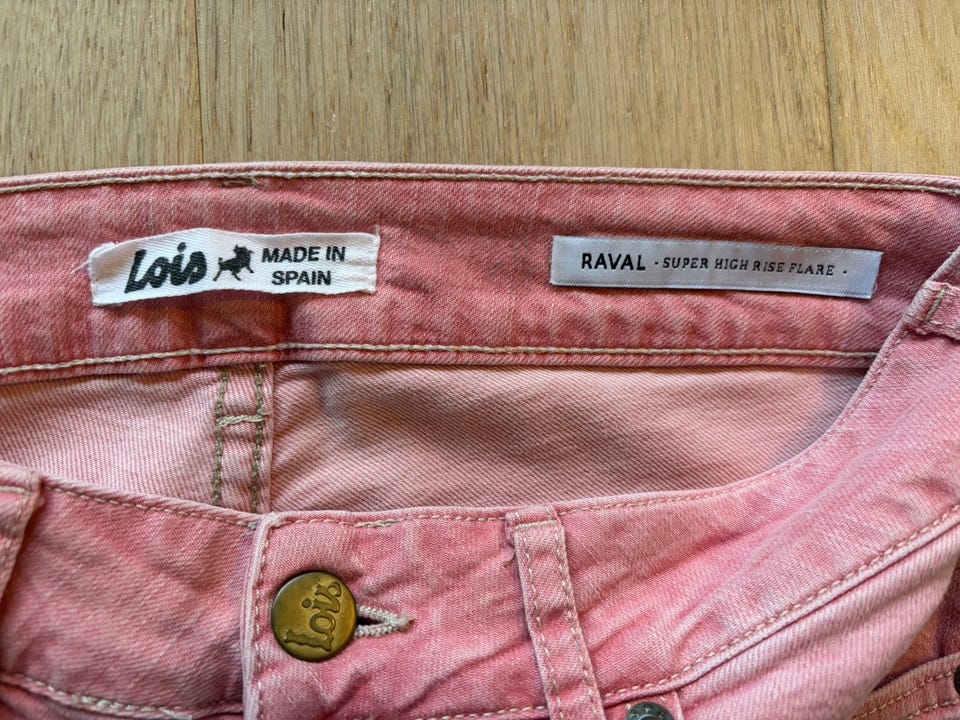 Lois MADE IN
SPAIN
RAVAL · SUPER HIGH RISE FLARE ·
Lois